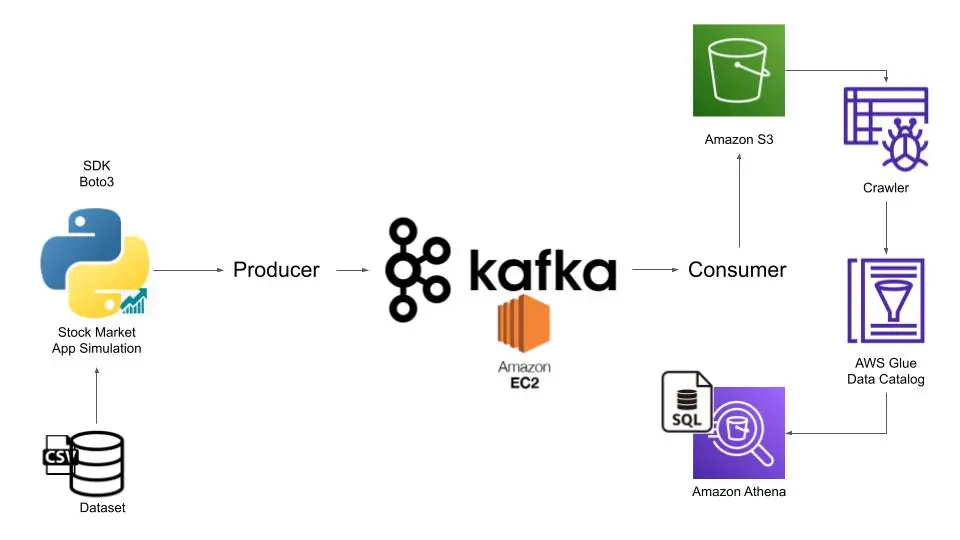 SDK
Boto3
Stock Market
App Simulation
CSV
Dataset
Producer
kafka
Amazon
EC2
Consumer
Amazon S3
Crawler
AWS Glue
Data Catalog
SQL
Amazon Athena